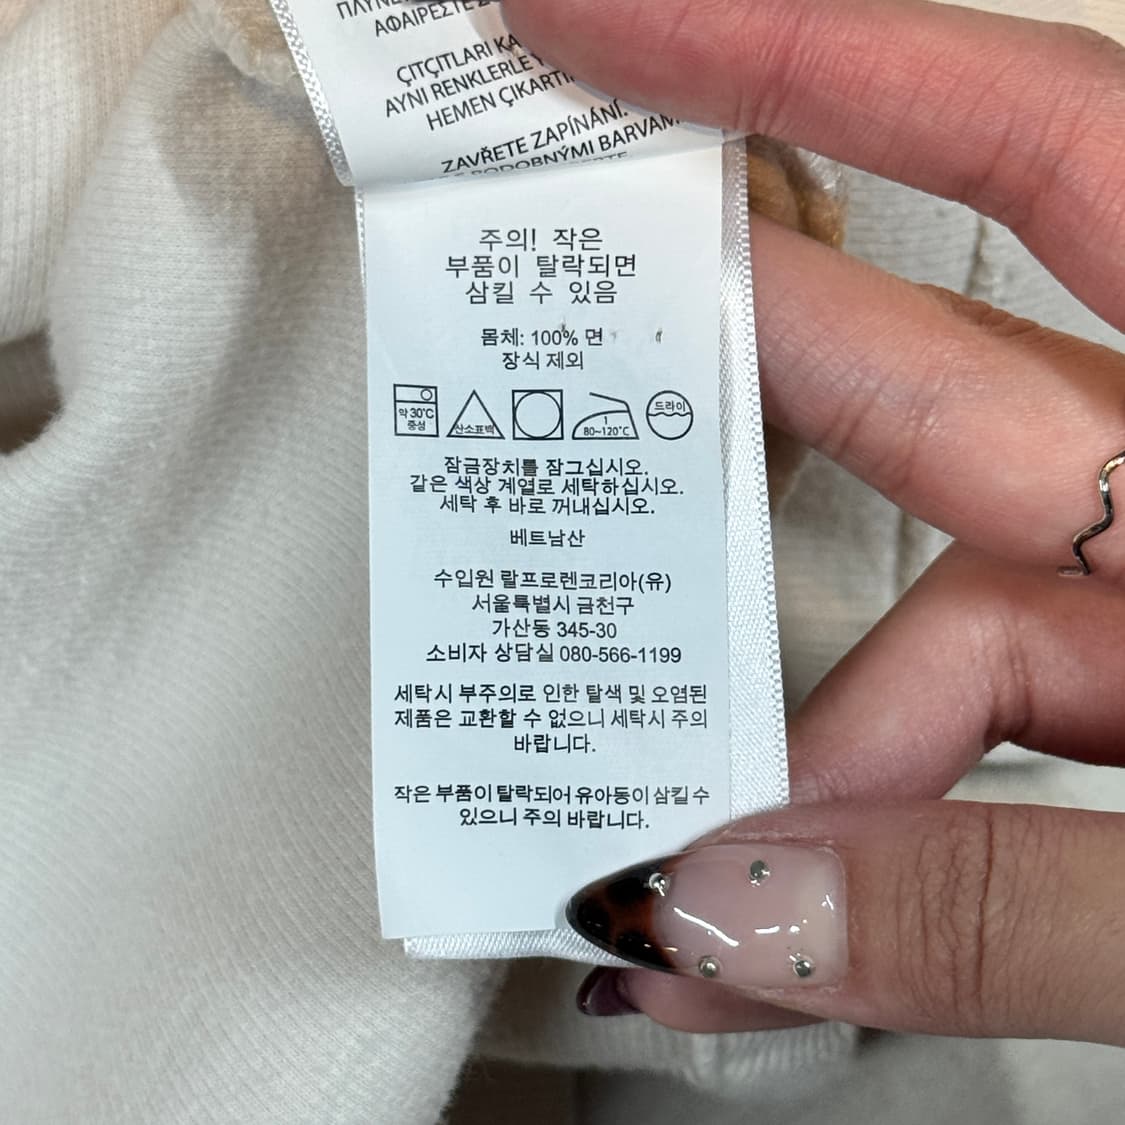 ΑΦΑΙΡΕΣΤΕ
ÇITÇITLARI
AYNI RENKLERLE
HEMEN
ZAVŘETE ZAPÍNÁNÍ.
PODOBNÝMI BARVAM
주의! 작은
부품이 탈락되면
삼킬 수 있음
몸체: 100% 면
장식 제외
약 30°C
중성
산소표백
1
80~120°C
드라이
잠금장치를 잠그십시오.
같은 색상 계열로 세탁하십시오.
세탁 후 바로 꺼내십시오.
베트남산
수입원 랄프로렌코리아(유)
서울특별시 금천구
가산동 345-30
소비자 상담실 080-566-1199
세탁시 부주의로 인한 탈색 및 오염된
제품은 교환할 수 없으니 세탁시 주의
바랍니다.
작은 부품이 탈락되어 유아동이 삼킬 수
있으니 주의 바랍니다.